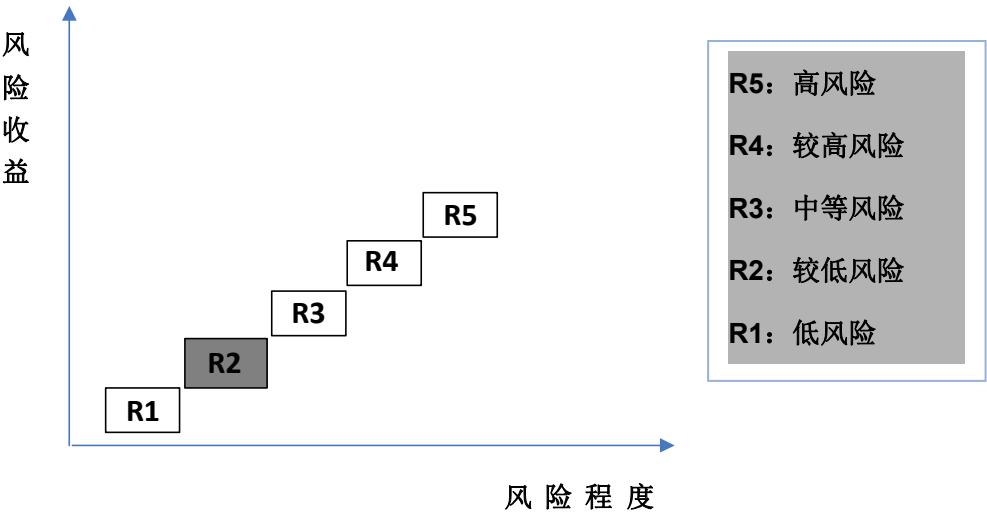 风
险
收
益
R5
R4
R3
R2
R1
风 险 程 度
R5：高风险
R4：较高风险
R3：中等风险
R2：较低风险
R1：低风险